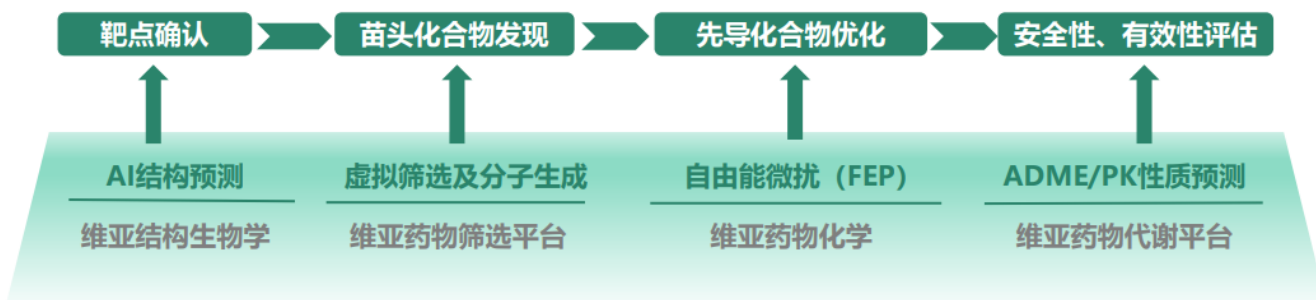 靶点确认
苗头化合物发现
先导化合物优化
安全性、有效性评估
AI结构预测
虚拟筛选及分子生成
自由能微扰（FEP）
ADME/PK性质预测
维亚结构生物学
维亚药物筛选平台
维亚药物化学
维亚药物代谢平台